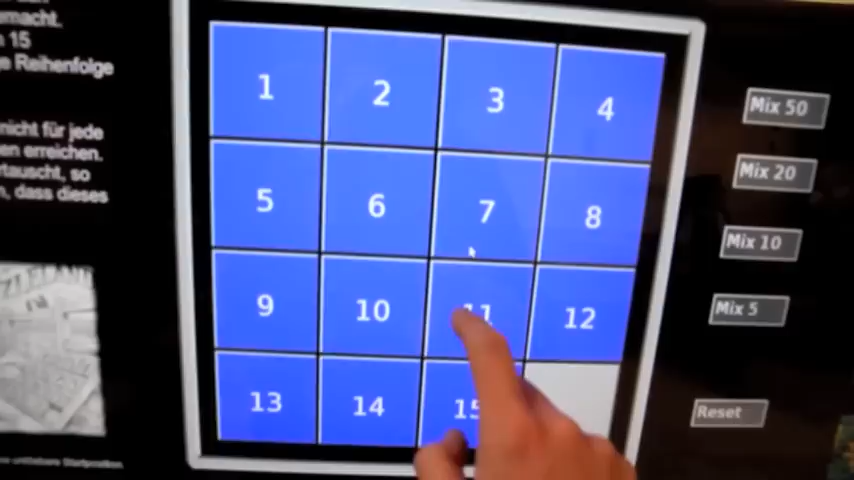 emacht.
15
Reihenfolge
nicht für jede
en erreichen.
rtauscht, so
, dass dieses
1 2 3 4
5 6 7 8
9 10 11 12
13 14 15
Mix 50
Mix 20
Mix 10
Mix 5
Reset